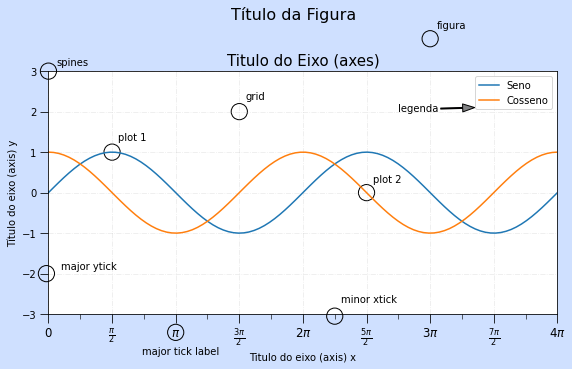 Título da Figura
figura
Titulo do Eixo (axes)
spines
grid
legenda
Seno
Cosseno
plot 1
plot 2
major ytick
minor xtick
major tick label
Título do eixo (axis) y
3
2
1
0
−1
−2
−3
0 π/2 π 3π/2 2π 5π/2 3π 7π/2 4π
Titulo do eixo (axis) x